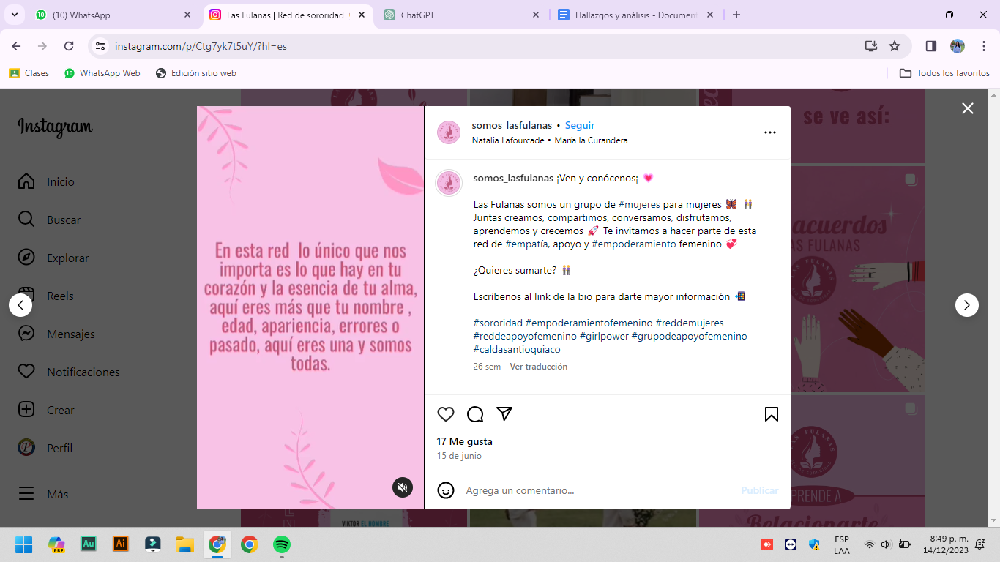 (10) WhatsApp
Las Fulanas | Red de sororidad
ChatGPT
Hallazgos y análisis - Document
instagram.com/p/Ctg7yk7t5uY/?hl=es
Clases
WhatsApp Web
Edición sitio web
Todos los favoritos
Instagram
Inicio
Buscar
Explorar
Reels
Mensajes
Notificaciones
Crear
Perfil
Más
En esta red lo único que nos
importa es lo que hay en tu
corazón y la esencia de tu alma,
aquí eres más que tu nombre ,
edad, apariencia, errores o
pasado, aquí eres una y somos
todas.
somos_lasfulanas • Seguir
Natalia Lafourcade • María la Curandera
somos_lasfulanas ¡Ven y conócenos¡ 💗
Las Fulanas somos un grupo de #mujeres para mujeres 🦋 👭
Juntas creamos, compartimos, conversamos, disfrutamos,
aprendemos y crecemos 🚀 Te invitamos a hacer parte de esta
red de #empatía, apoyo y #empoderamiento femenino 💞
¿Quieres sumarte? 👭
Escríbenos al link de la bio para darte mayor información 📲
#sororidad #empoderamientofemenino #reddemujeres
#reddeapoyofemenino #girlpower #grupodeapoyofemenino
#caldasantioquiaco
26 sem Ver traducción
17 Me gusta
15 de junio
Agrega un comentario...
Publicar
se ve así:
acuerdos
AS FULANAS
LAS FULANAS
PRENDE A
Relacionarte
VIKTOR EL HOMBRE
PRE
Au
Ai
ESP
LAA
8:49 p. m.
14/12/2023